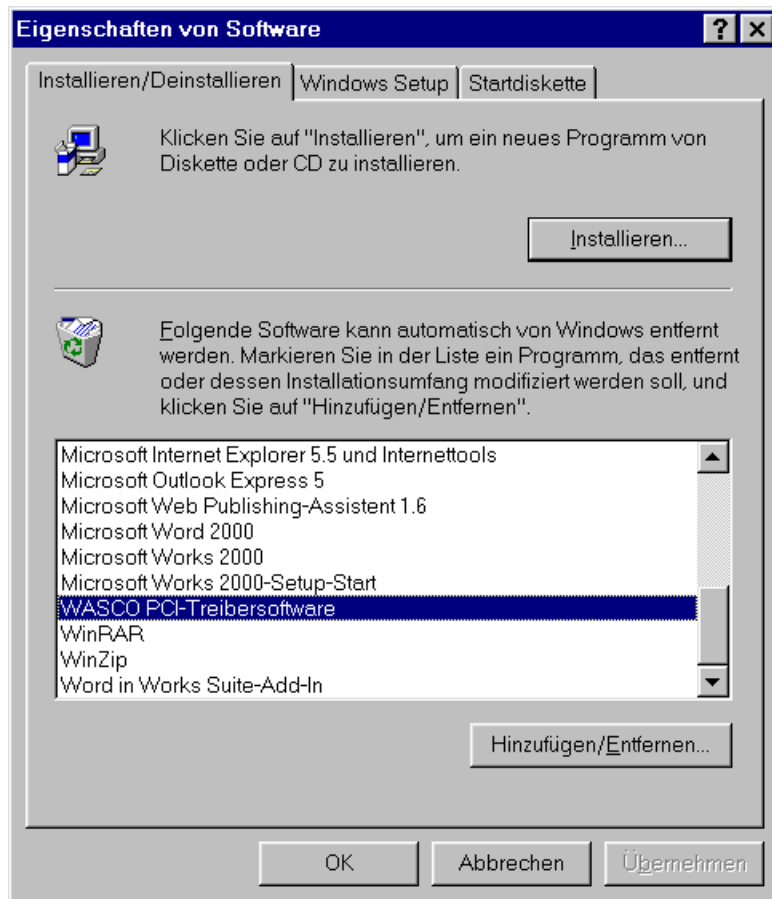 Eigenschaften von Software
Installieren/Deinstallieren
Windows Setup
Startdiskette
Klicken Sie auf "Installieren", um ein neues Programm von
Diskette oder CD zu installieren.
Installieren...
Folgende Software kann automatisch von Windows entfernt
werden. Markieren Sie in der Liste ein Programm, das entfernt
oder dessen Installationsumfang modifiziert werden soll, und
klicken Sie auf "Hinzufügen/Entfernen".
Microsoft Internet Explorer 5.5 und Internettools
Microsoft Outlook Express 5
Microsoft Web Publishing-Assistent 1.6
Microsoft Word 2000
Microsoft Works 2000
Microsoft Works 2000-Setup-Start
WASCO PCI-Treibersoftware
WinRAR
WinZip
Word in Works Suite-Add-In
Hinzufügen/Entfernen...
OK
Abbrechen
Übernehmen